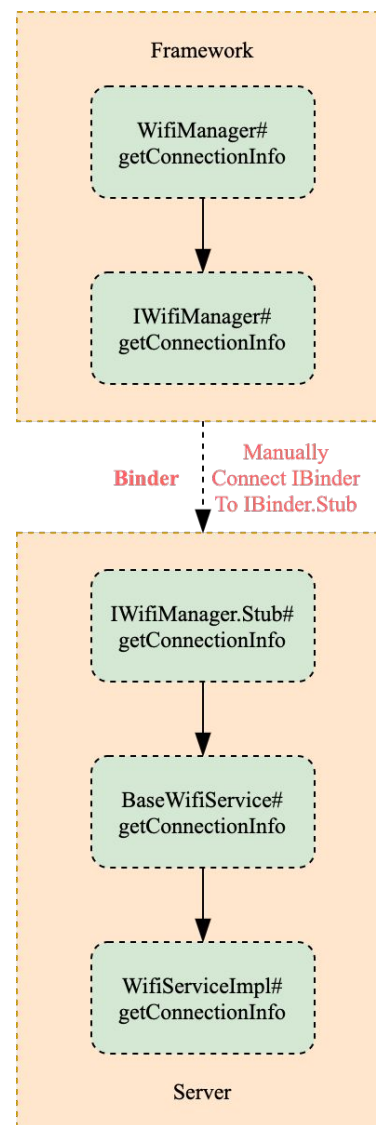 Framework
WifiManager#
getConnectionInfo
IWifiManager#
getConnectionInfo
Binder
Manually
Connect IBinder
To IBinder.Stub
IWifiManager.Stub#
getConnectionInfo
BaseWifiService#
getConnectionInfo
WifiServiceImpl#
getConnectionInfo
Server